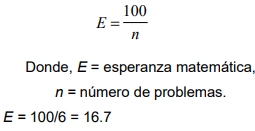 E = 100/n
Donde, E = esperanza matemática,
n = número de problemas.
E = 100/6 = 16.7